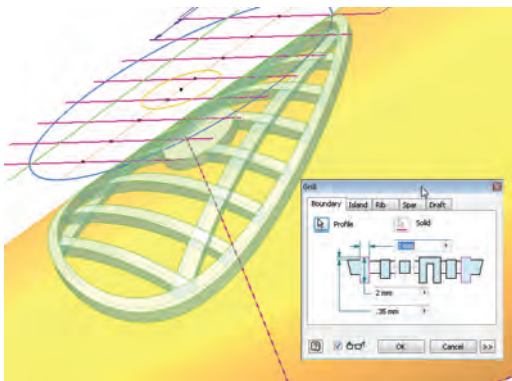 Grill
Boundary Island Rib Spar Draft
Profile Solid
2 mm
.35 mm
OK Cancel >>